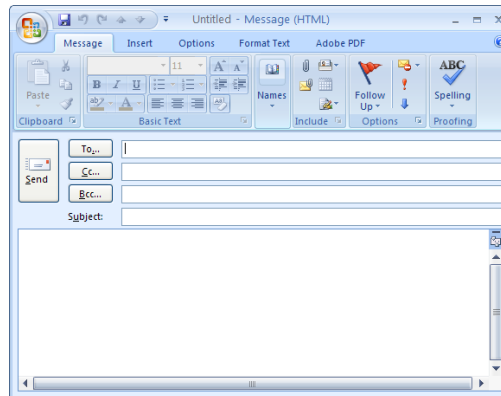 Untitled - Message (HTML)
Message Insert Options Format Text Adobe PDF
11 A A ABC
Paste B I U Names Follow Up Spelling
ab A
Clipboard Basic Text Include Options Proofing
Send To...
Cc...
Bcc...
Subject: